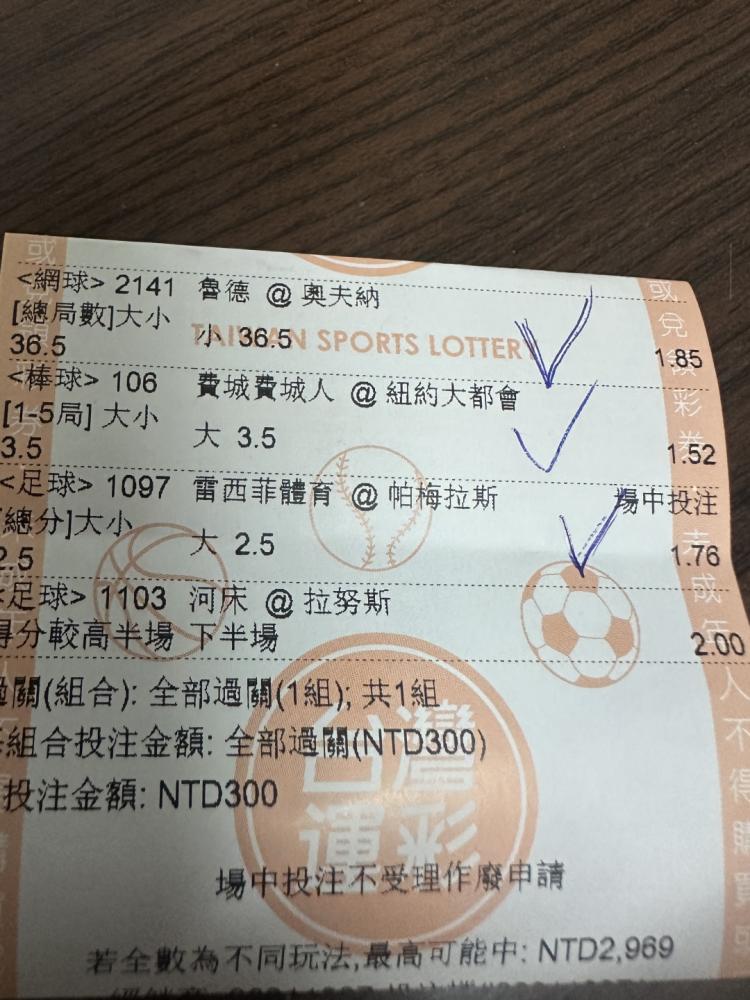 <網球> 2141 魯德 @ 奧夫納
[總局數]大小 小 36.5 1.85
36.5
TAIWAN SPORTS LOTTERY
<棒球> 106 費城費城人 @ 紐約大都會
[1-5局] 大小 大 3.5 1.52
3.5
<足球> 1097 雷西菲體育 @ 帕梅拉斯 場中投注
總分]大小 大 2.5 1.76
2.5
足球> 1103 河床 @ 拉努斯
得分較高半場 下半場 2.00
過關(組合): 全部過關(1組); 共1組
組合投注金額: 全部過關(NTD300)
投注金額: NTD300
台灣
運彩
場中投注不受理作廢申請
若全數為不同玩法,最高可能中: NTD2,969